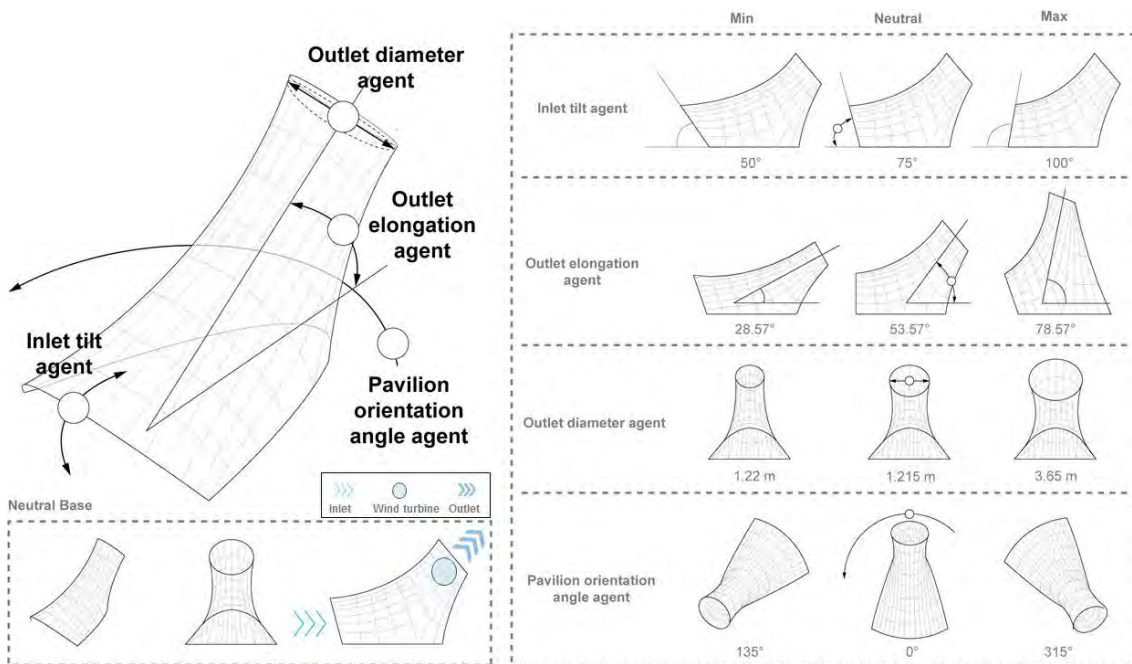 Outlet diameter
agent
Outlet
elongation
agent
Inlet tilt
agent
Pavilion
orientation
angle agent
Inlet
Wind turbine
Outlet
Neutral Base
Min
Neutral
Max
Inlet tilt agent
50°
75°
100°
Outlet elongation
agent
28.57°
53.57°
78.57°
Outlet diameter agent
1.22 m
1.215 m
3.65 m
Pavilion orientation
angle agent
135°
0°
315°